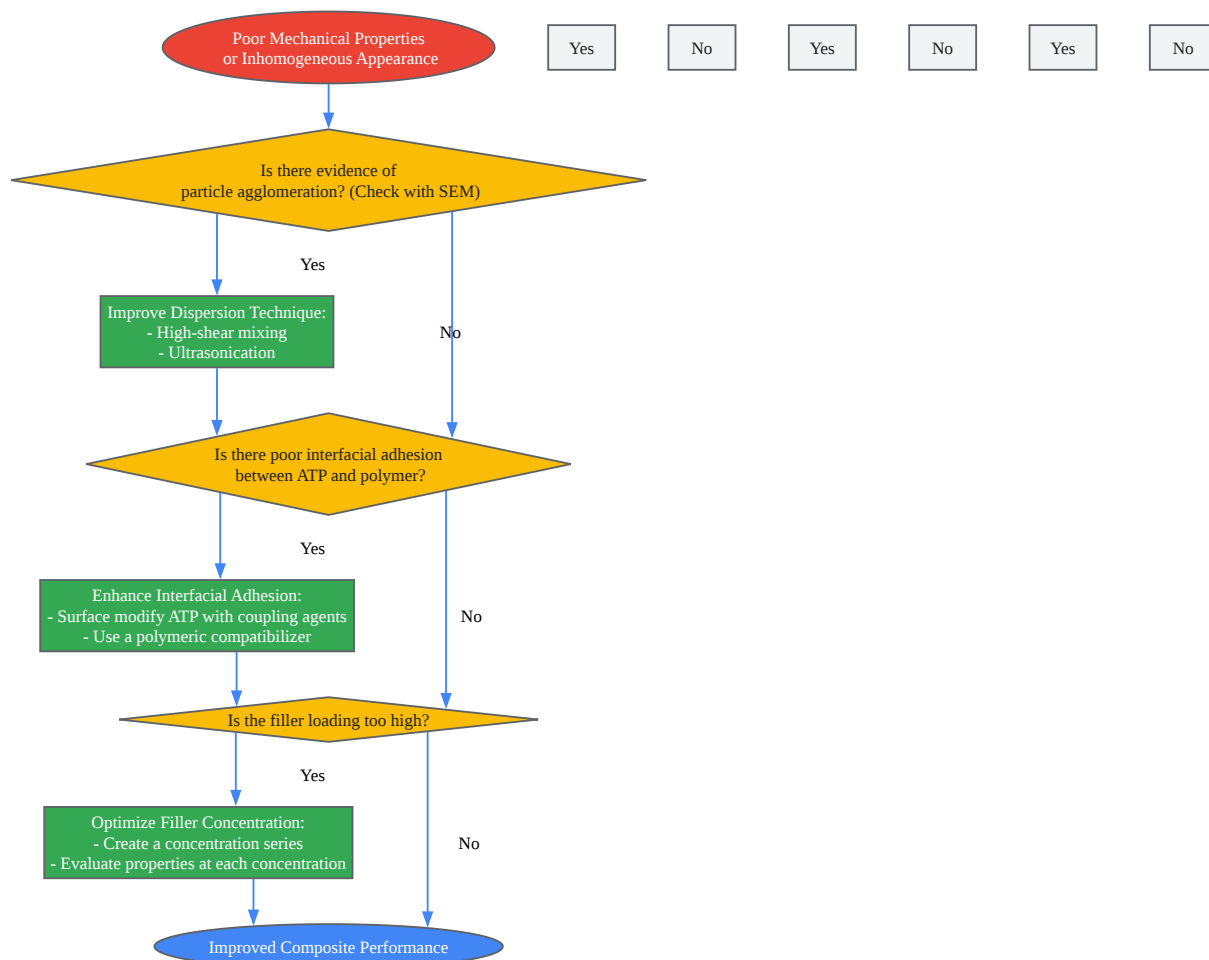 Poor Mechanical Properties
or Inhomogeneous Appearance
Yes
No
Yes
No
Yes
No
Is there evidence of
particle agglomeration? (Check with SEM)
Yes
Improve Dispersion Technique:
- High-shear mixing
- Ultrasonication
No
Is there poor interfacial adhesion
between ATP and polymer?
Yes
Enhance Interfacial Adhesion:
- Surface modify ATP with coupling agents
- Use a polymeric compatibilizer
No
Is the filler loading too high?
Yes
Optimize Filler Concentration:
- Create a concentration series
- Evaluate properties at each concentration
No
Improved Composite Performance